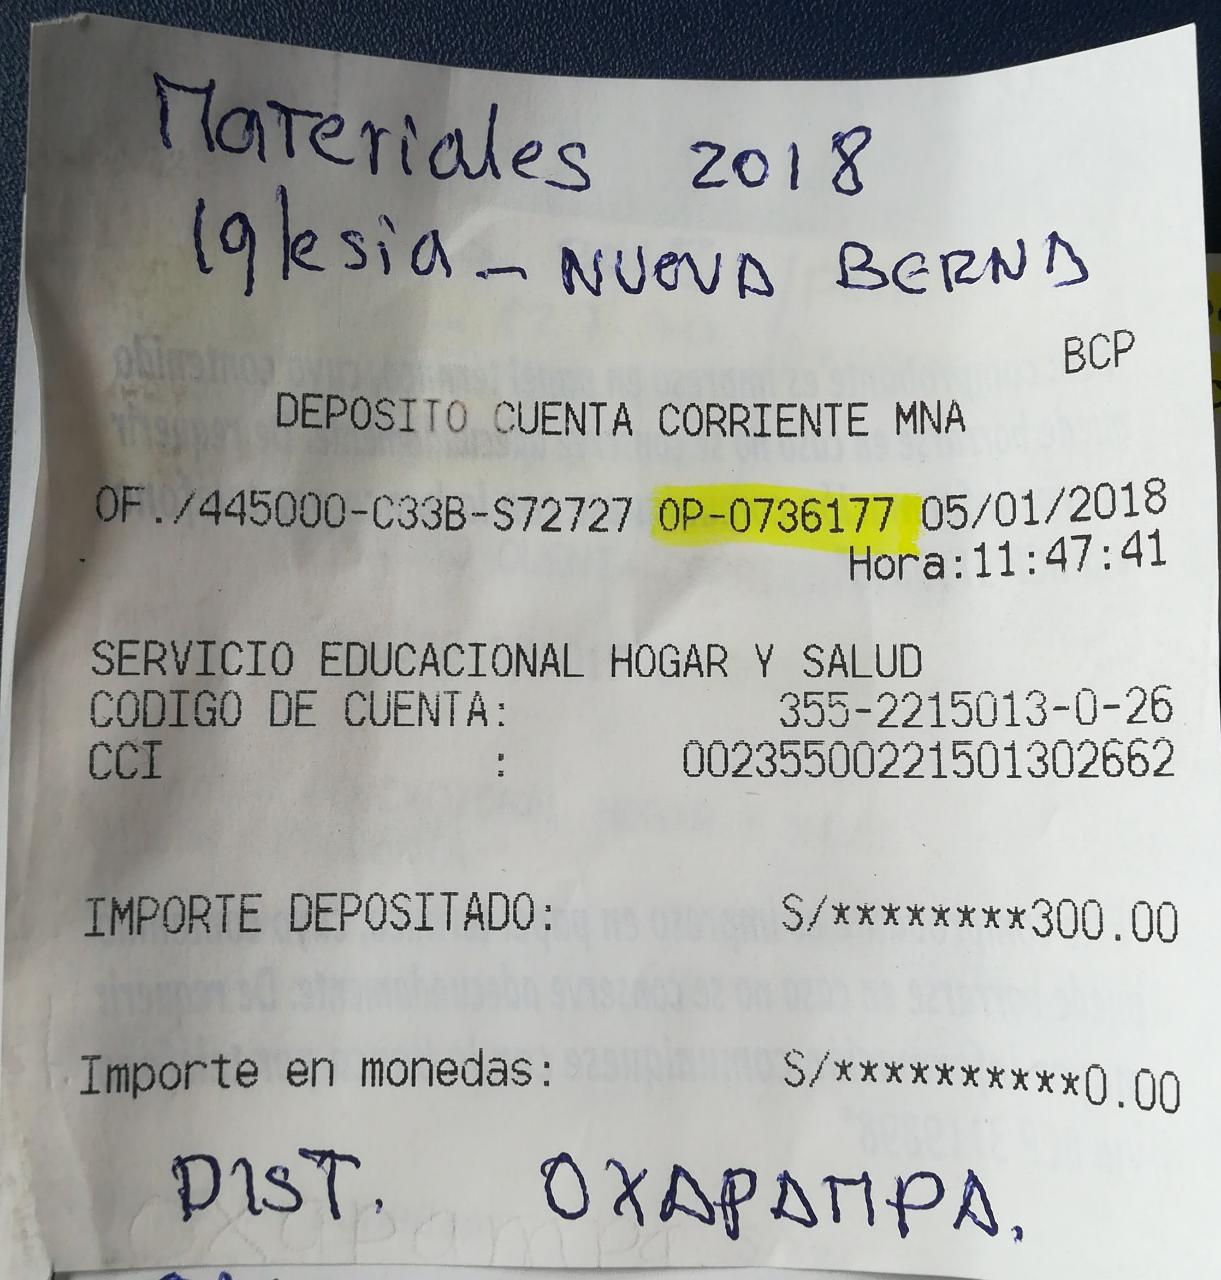 Materiales 2018
Iglesia - NUEVA BERNA
BCP
DEPOSITO CUENTA CORRIENTE MNA
OF./445000-C33B-S72727 OP-0736177 05/01/2018
Hora:11:47:41
SERVICIO EDUCACIONAL HOGAR Y SALUD
CODIGO DE CUENTA: 355-2215013-0-26
CCI : 00235500221501302662
IMPORTE DEPOSITADO: S/********300.00
Importe en monedas: S/**********0.00
DIST. OXAPAMPA.